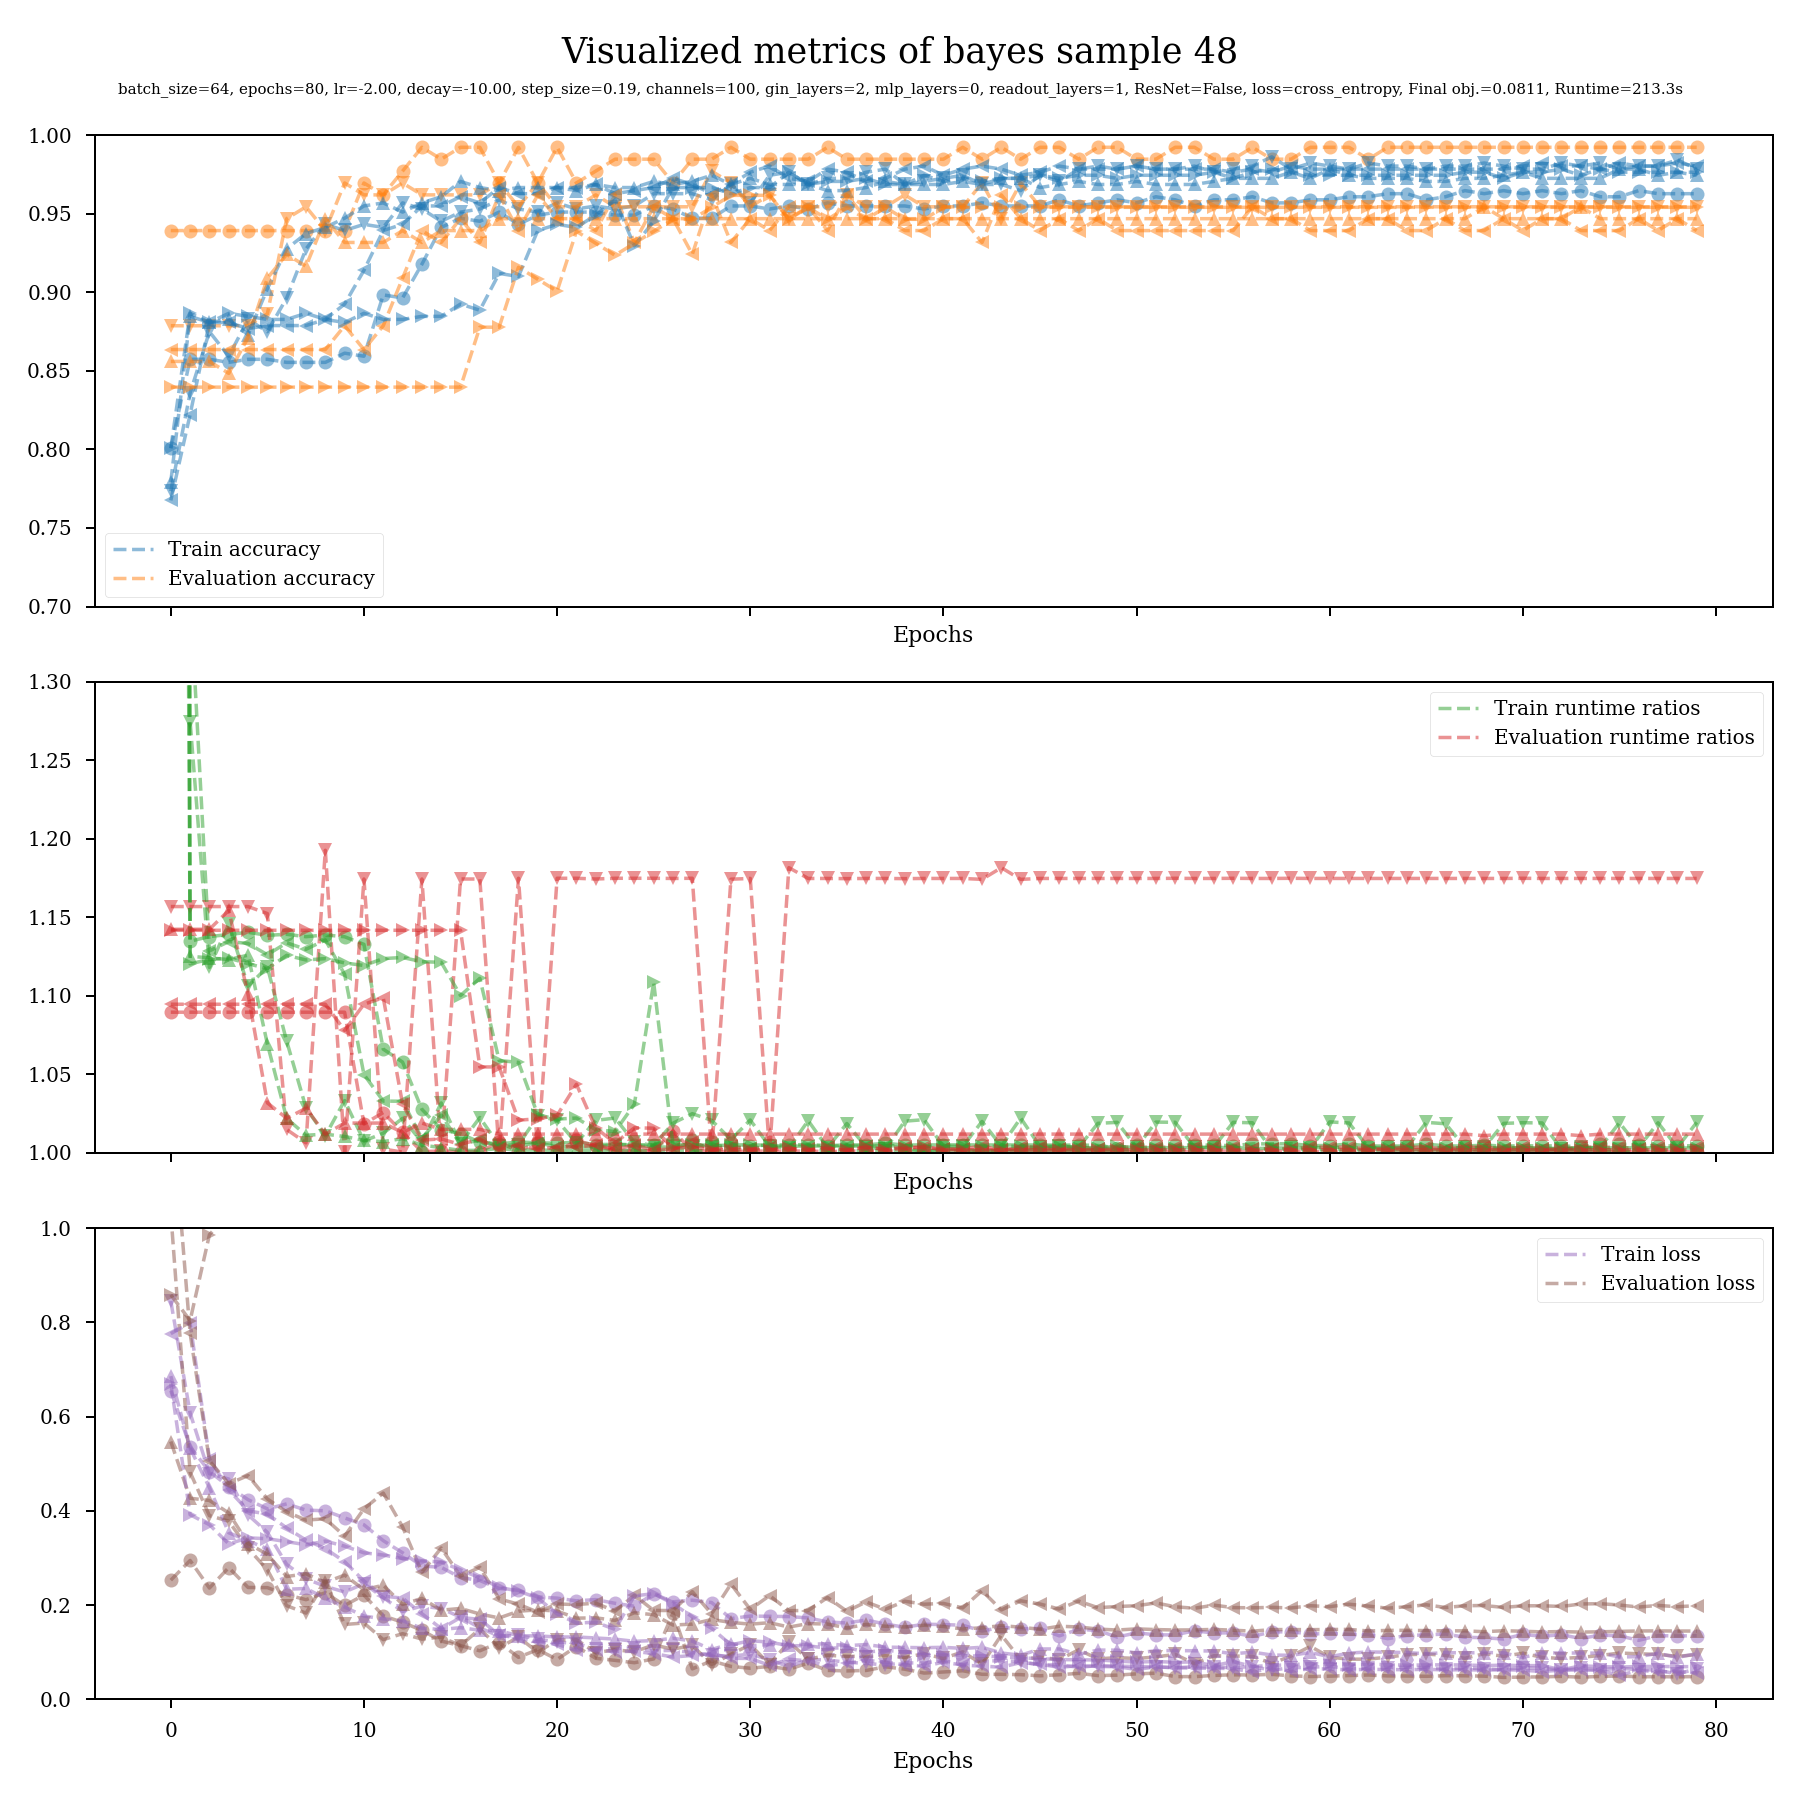 Visualized metrics of bayes sample 48
batch_size=64, epochs=80, lr=-2.00, decay=-10.00, step_size=0.19, channels=100, gin_layers=2, mlp_layers=0, readout_layers=1, ResNet=False, loss=cross_entropy, Final obj.=0.0811, Runtime=213.3s
1.00
0.95
0.90
0.85
0.80
0.75
0.70
Train accuracy
Evaluation accuracy
Epochs
1.30
1.25
1.20
1.15
1.10
1.05
1.00
Train runtime ratios
Evaluation runtime ratios
Epochs
1.0
0.8
0.6
0.4
0.2
0.0
Train loss
Evaluation loss
0 10 20 30 40 50 60 70 80
Epochs